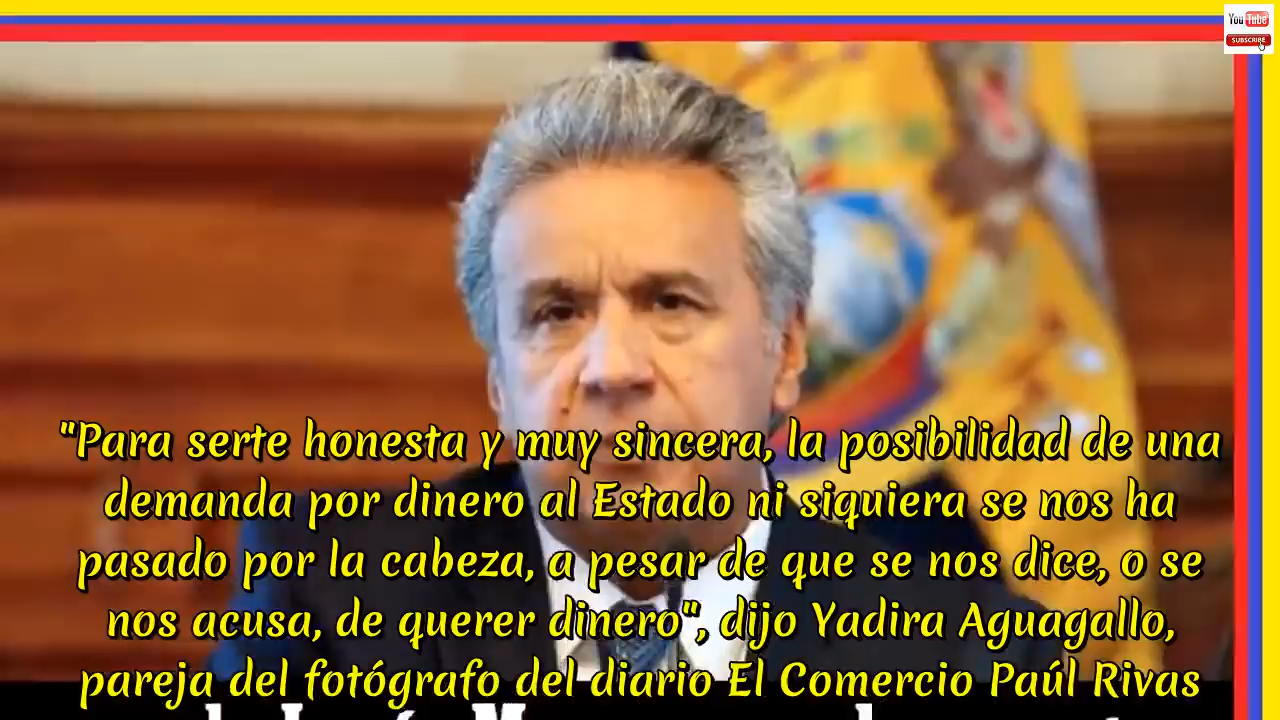 You Tube
SUBSCRIBE
"Para serte honesta y muy sincera, la posibilidad de una
demanda por dinero al Estado ni siquiera se nos ha
pasado por la cabeza, a pesar de que se nos dice, o se
nos acusa, de querer dinero", dijo Yadira Aguagallo,
pareja del fotógrafo del diario El Comercio Paúl Rivas